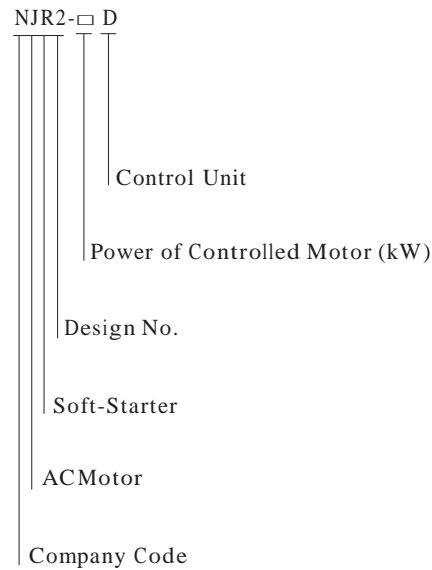 NJR2-□ D
Control Unit
Power of Controlled Motor (kW)
Design No.
Soft-Starter
ACMotor
Company Code